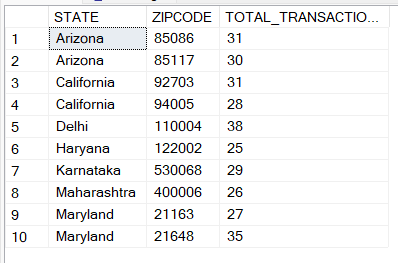 STATE ZIPCODE TOTAL_TRANSACTIO...
1 Arizona 85086 31
2 Arizona 85117 30
3 California 92703 31
4 California 94005 28
5 Delhi 110004 38
6 Haryana 122002 25
7 Karnataka 530068 29
8 Maharashtra 400006 26
9 Maryland 21163 27
10 Maryland 21648 35